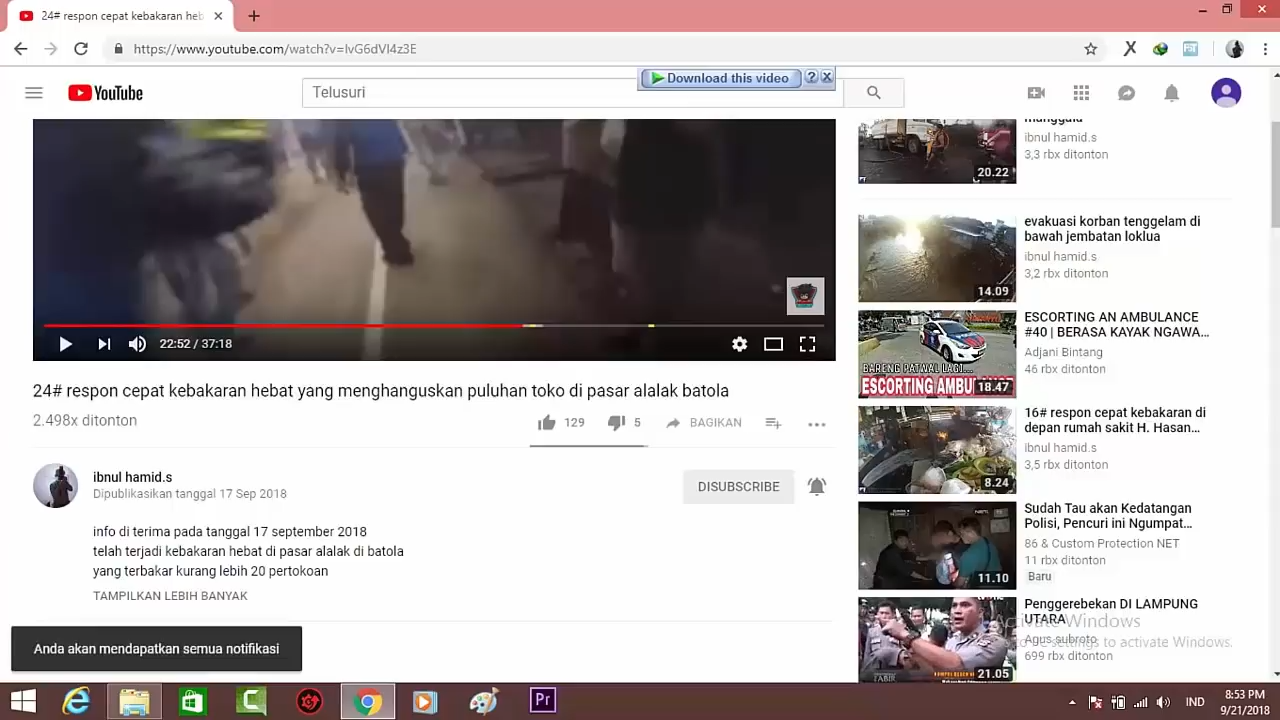 24# respon cepat kebakaran heb
https://www.youtube.com/watch?v=IvG6dVI4z3E
YouTube
Telusuri
Download this video
22:52 / 37:18
24# respon cepat kebakaran hebat yang menghanguskan puluhan toko di pasar alalak batola
2.498x ditonton
129
5
BAGIKAN
ibnul hamid.s
Dipublikasikan tanggal 17 Sep 2018
DISUBSCRIBE
info di terima pada tanggal 17 september 2018
telah terjadi kebakaran hebat di pasar alalak di batola
yang terbakar kurang lebih 20 pertokoan
TAMPILKAN LEBIH BANYAK
Anda akan mendapatkan semua notifikasi
ibnul hamid.s
3,3 rbx ditonton
20.22
evakuasi korban tenggelam di
bawah jembatan loklua
ibnul hamid.s
3,2 rbx ditonton
14.09
ESCORTING AN AMBULANCE
#40 | BERASA KAYAK NGAWA...
Adjani Bintang
46 rbx ditonton
BARENG PATWAL LAGI...
ESCORTING AMBU
18.47
16# respon cepat kebakaran di
depan rumah sakit H. Hasan...
ibnul hamid.s
3,5 rbx ditonton
8.24
Sudah Tau akan Kedatangan
Polisi, Pencuri ini Ngumpat...
86 & Custom Protection NET
11 rbx ditonton
Baru
11.10
Penggerebekan DI LAMPUNG
UTARA
Agus subroto
699 rbx ditonton
21.05
Activate Windows
to PC settings to activate Windows.
Pr
IND
8:53 PM
9/21/2018